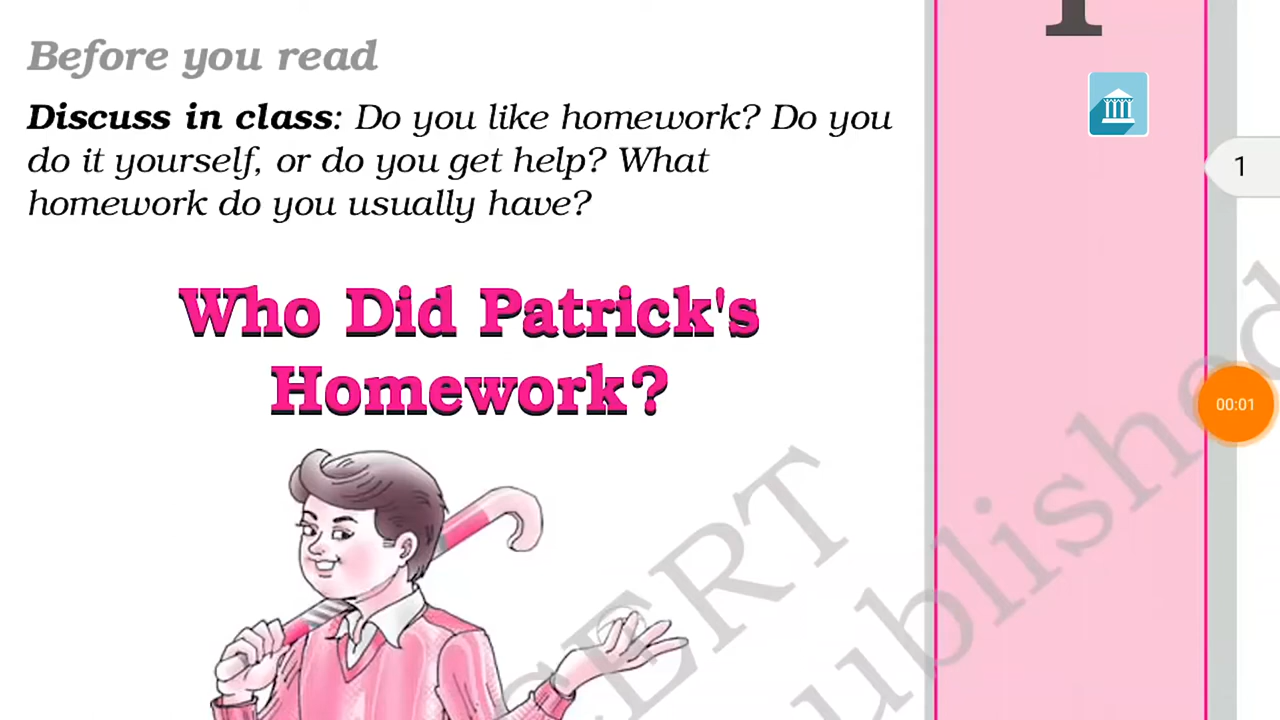 Before you read
Discuss in class: Do you like homework? Do you
do it yourself, or do you get help? What
homework do you usually have?
Who Did Patrick's
Homework?
1
00:01
NCERT